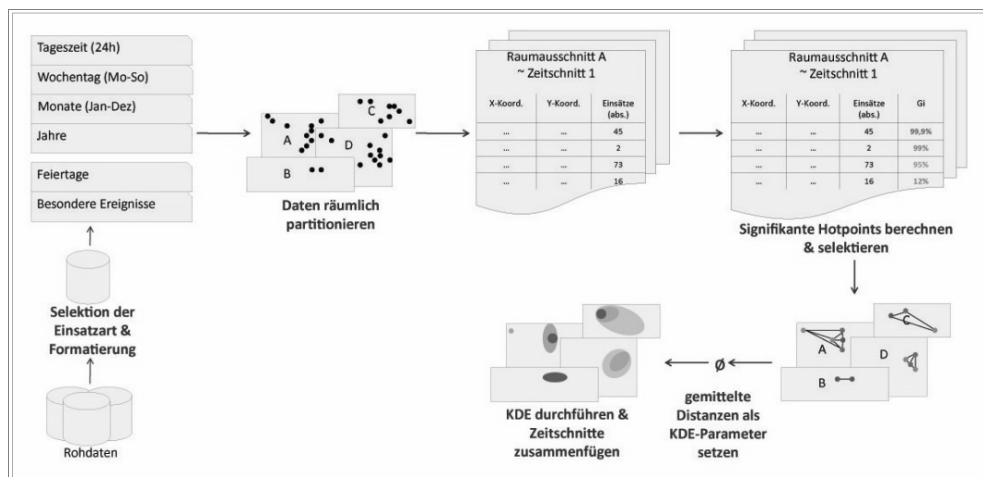 Tageszeit (24h)
Wochentag (Mo-So)
Monate (Jan-Dez)
Jahre
Feiertage
Besondere Ereignisse
Selektion der
Einsatzart &
Formatierung
Rohdaten
A
B
C
D
Daten räumlich
partitionieren
Raumausschnitt A
~ Zeitschnitt 1
X-Koord. Y-Koord. Einsätze
(abs.)
... ... 45
... ... 2
... ... 73
... ... 16
Raumausschnitt A
~ Zeitschnitt 1
X-Koord. Y-Koord. Einsätze Gi
(abs.)
... ... 45 99,9%
... ... 2 99%
... ... 73 95%
... ... 16 12%
Signifikante Hotpoints berechnen
& selektieren
A
B
C
D
Ø
gemittelte
Distanzen als
KDE-Parameter
setzen
KDE durchführen &
Zeitschnitte
zusammenfügen